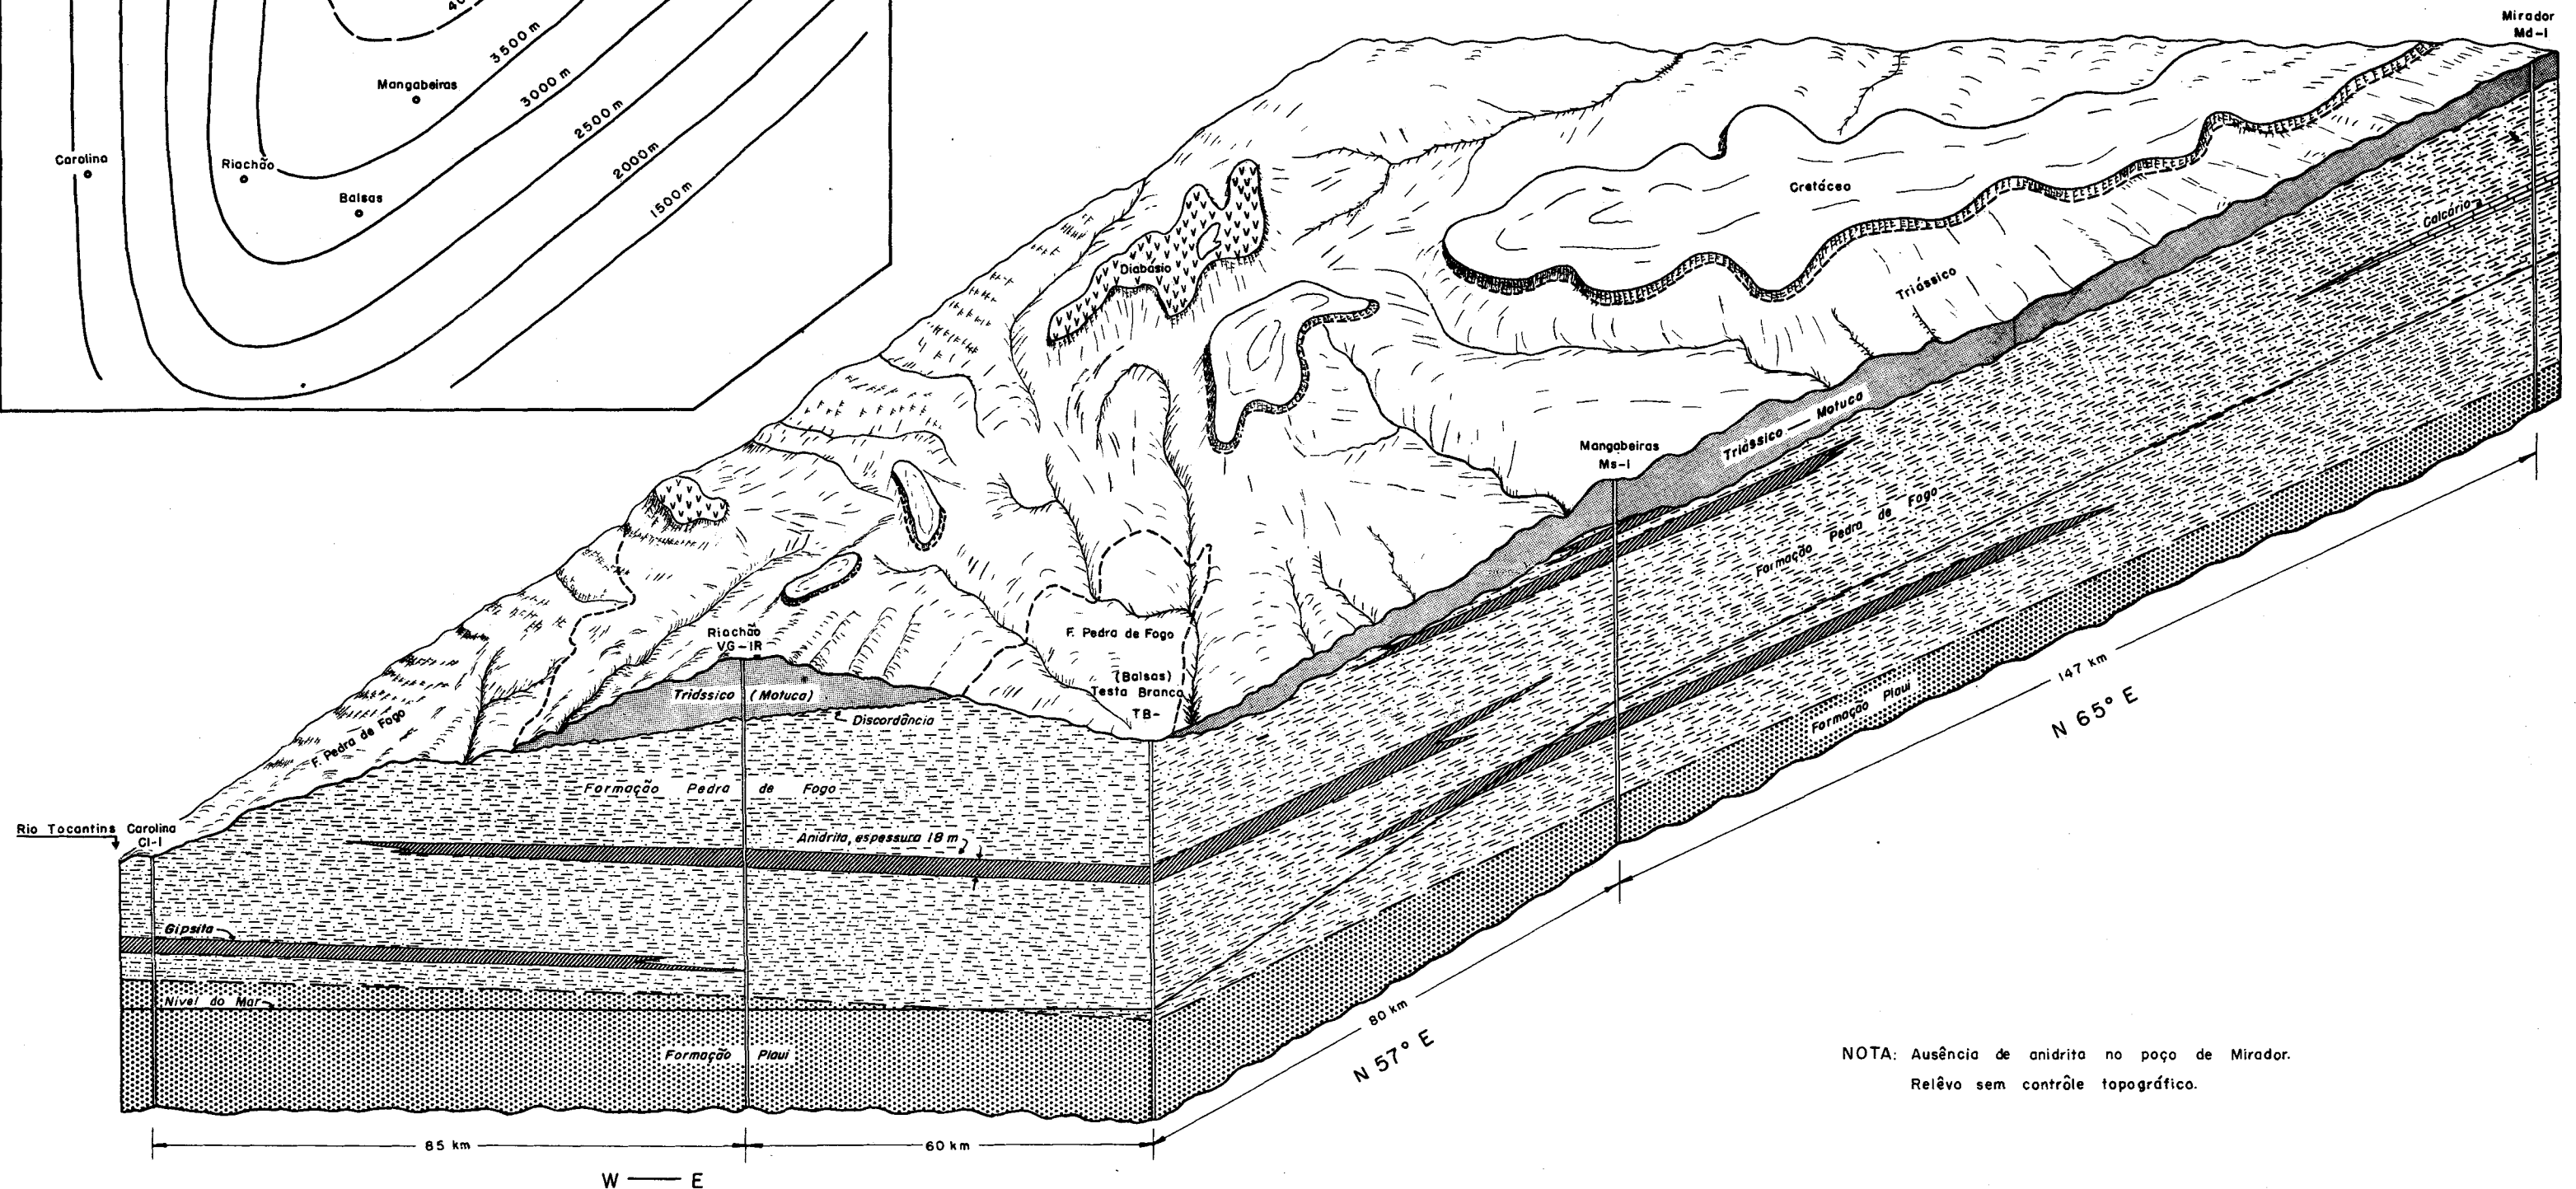 40
3500 m
Mangabeiras
3000 m
2500 m
Carolina
Riachão
2000 m
Balsas
1500 m
Mirador
Md-I
Cretáceo
Calcário
Diabásio
Triássico
Triássico — Motuca
Mangabeiras
Ms-I
Formação Pedra de Fogo
F. Pedra de Fogo
Riachão
VG-IR
(Balsas)
Testa Branca
TB-
Triássico (Motuca)
Discordância
F. Pedra de Fogo
Formação Pedra de Fogo
Rio Tocantins
Carolina
Cl-I
Anidrita, espessura 18 m
Formação Piauí
147 km
N 65° E
Gipsita
Nível do Mar
Formação Piauí
80 km
N 57° E
NOTA: Ausência de anidrita no poço de Mirador.
Relêvo sem contrôle topográfico.
85 km
60 km
W — E